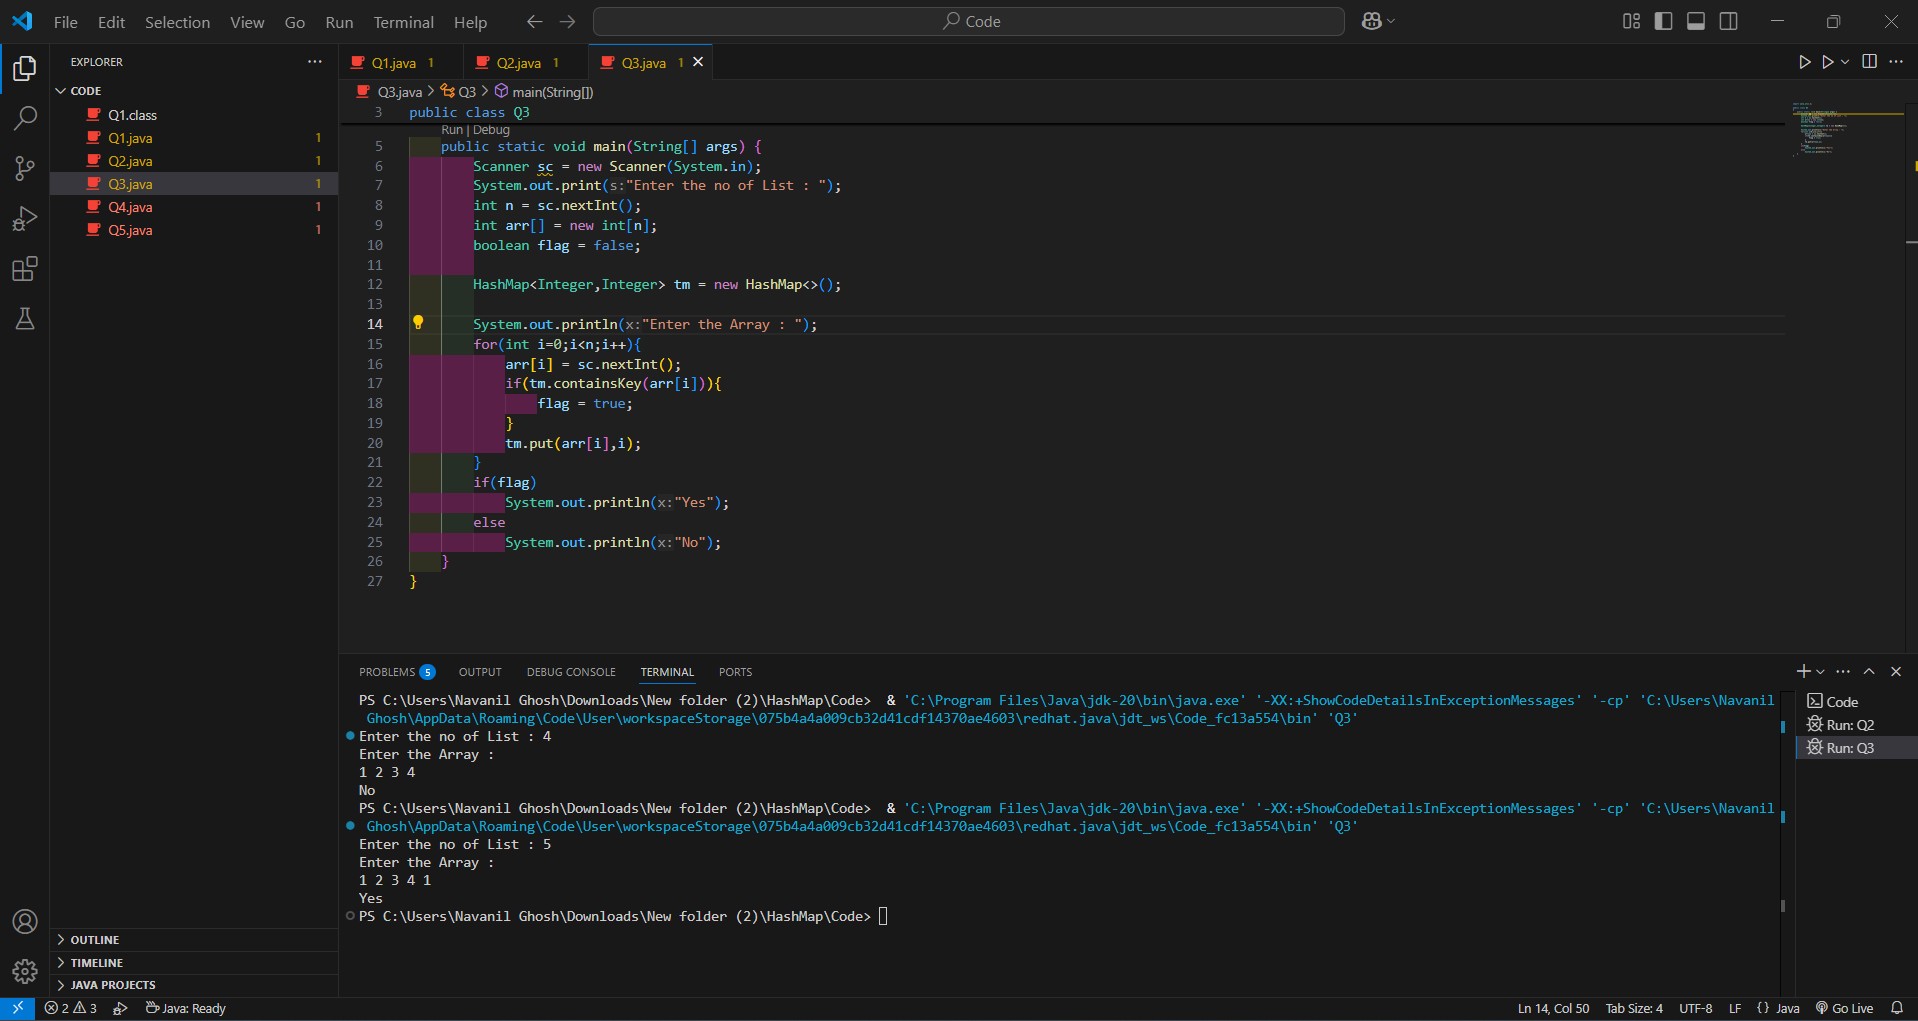 File Edit Selection View Go Run Terminal Help
Code
EXPLORER
CODE
Q1.class
Q1.java 1
Q2.java 1
Q3.java 1
Q4.java 1
Q5.java 1
OUTLINE
TIMELINE
JAVA PROJECTS
Q1.java 1 Q2.java 1 Q3.java 1
Q3.java > Q3 > main(String[])
3 public class Q3
Run | Debug
5 public static void main(String[] args) {
6 Scanner sc = new Scanner(System.in);
7 System.out.print(s:"Enter the no of List : ");
8 int n = sc.nextInt();
9 int arr[] = new int[n];
10 boolean flag = false;
11
12 HashMap<Integer,Integer> tm = new HashMap<>();
13
14 System.out.println(x:"Enter the Array : ");
15 for(int i=0;i<n;i++){
16 arr[i] = sc.nextInt();
17 if(tm.containsKey(arr[i])){
18 flag = true;
19 }
20 tm.put(arr[i],i);
21 }
22 if(flag)
23 System.out.println(x:"Yes");
24 else
25 System.out.println(x:"No");
26 }
27 }
PROBLEMS 5 OUTPUT DEBUG CONSOLE TERMINAL PORTS
PS C:\Users\Navanil Ghosh\Downloads\New folder (2)\HashMap\Code> & 'C:\Program Files\Java\jdk-20\bin\java.exe' '-XX:+ShowCodeDetailsInExceptionMessages' '-cp' 'C:\Users\Navanil
Ghosh\AppData\Roaming\Code\User\workspaceStorage\075b4a4a009cb32d41cdf14370ae4603\redhat.java\jdt_ws\Code_fc13a554\bin' 'Q3'
Enter the no of List : 4
Enter the Array :
1 2 3 4
No
PS C:\Users\Navanil Ghosh\Downloads\New folder (2)\HashMap\Code> & 'C:\Program Files\Java\jdk-20\bin\java.exe' '-XX:+ShowCodeDetailsInExceptionMessages' '-cp' 'C:\Users\Navanil
Ghosh\AppData\Roaming\Code\User\workspaceStorage\075b4a4a009cb32d41cdf14370ae4603\redhat.java\jdt_ws\Code_fc13a554\bin' 'Q3'
Enter the no of List : 5
Enter the Array :
1 2 3 4 1
Yes
PS C:\Users\Navanil Ghosh\Downloads\New folder (2)\HashMap\Code>
Code
Run: Q2
Run: Q3
2 3 Java: Ready
Ln 14, Col 50 Tab Size: 4 UTF-8 LF {} Java Go Live